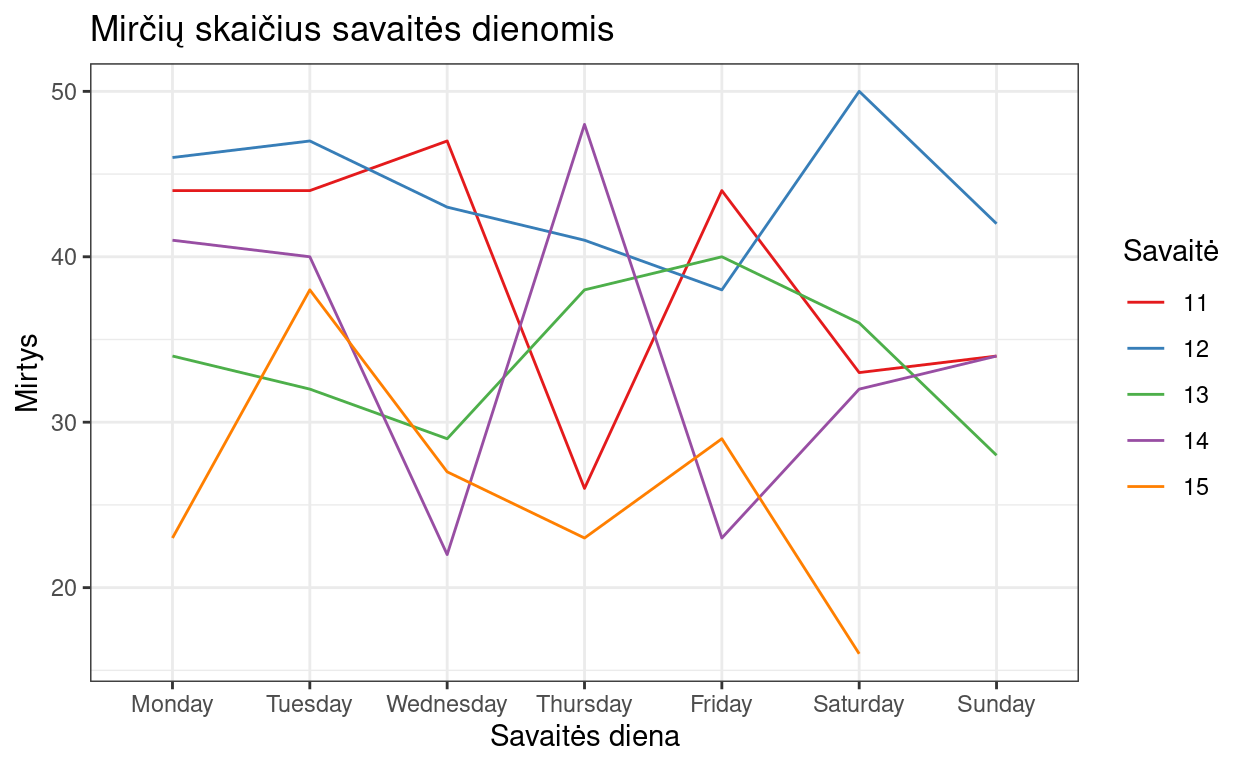 Mirčių skaičius savaitės dienomis
50
40
30
20
Mirtys
Monday Tuesday Wednesday Thursday Friday Saturday Sunday
Savaitės diena
Savaitė
11
12
13
14
15